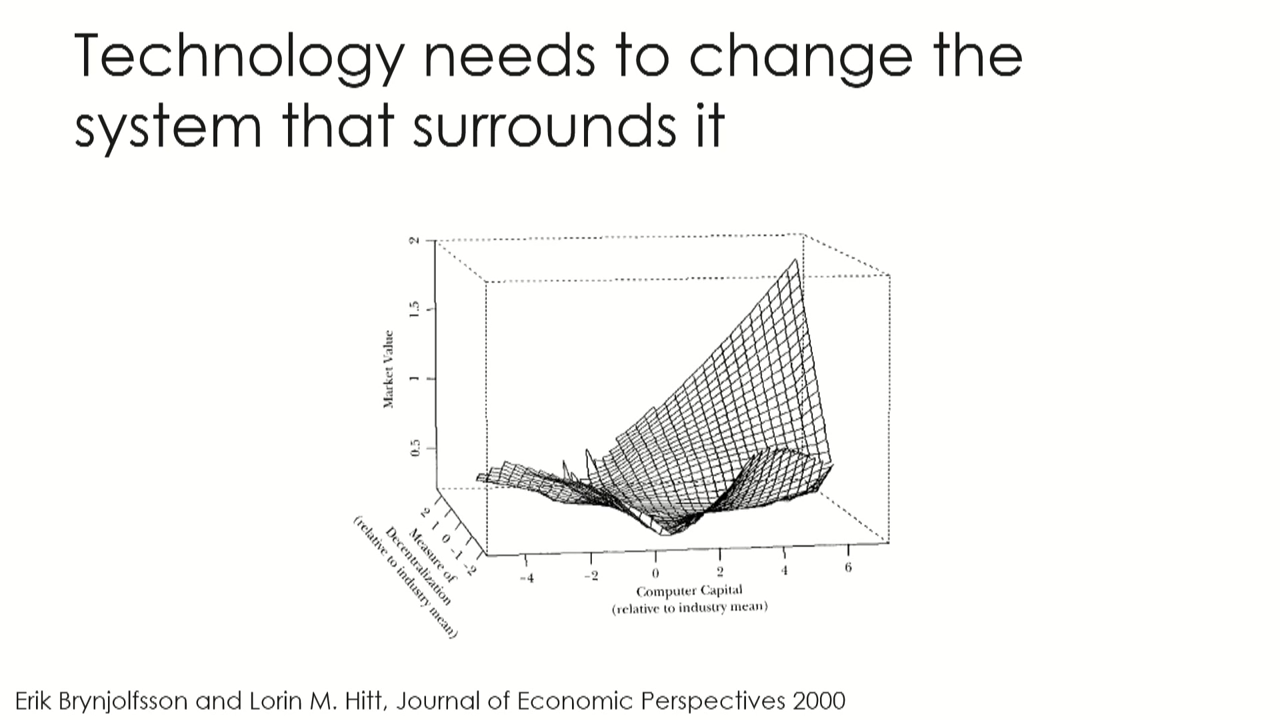 Technology needs to change the
system that surrounds it
2
1.5
1
0.5
Market Value
2 1 0 -1 -2
Measure of
Decentralization
(relative to industry mean)
-4 -2 0 2 4 6
Computer Capital
(relative to industry mean)
Erik Brynjolfsson and Lorin M. Hitt, Journal of Economic Perspectives 2000